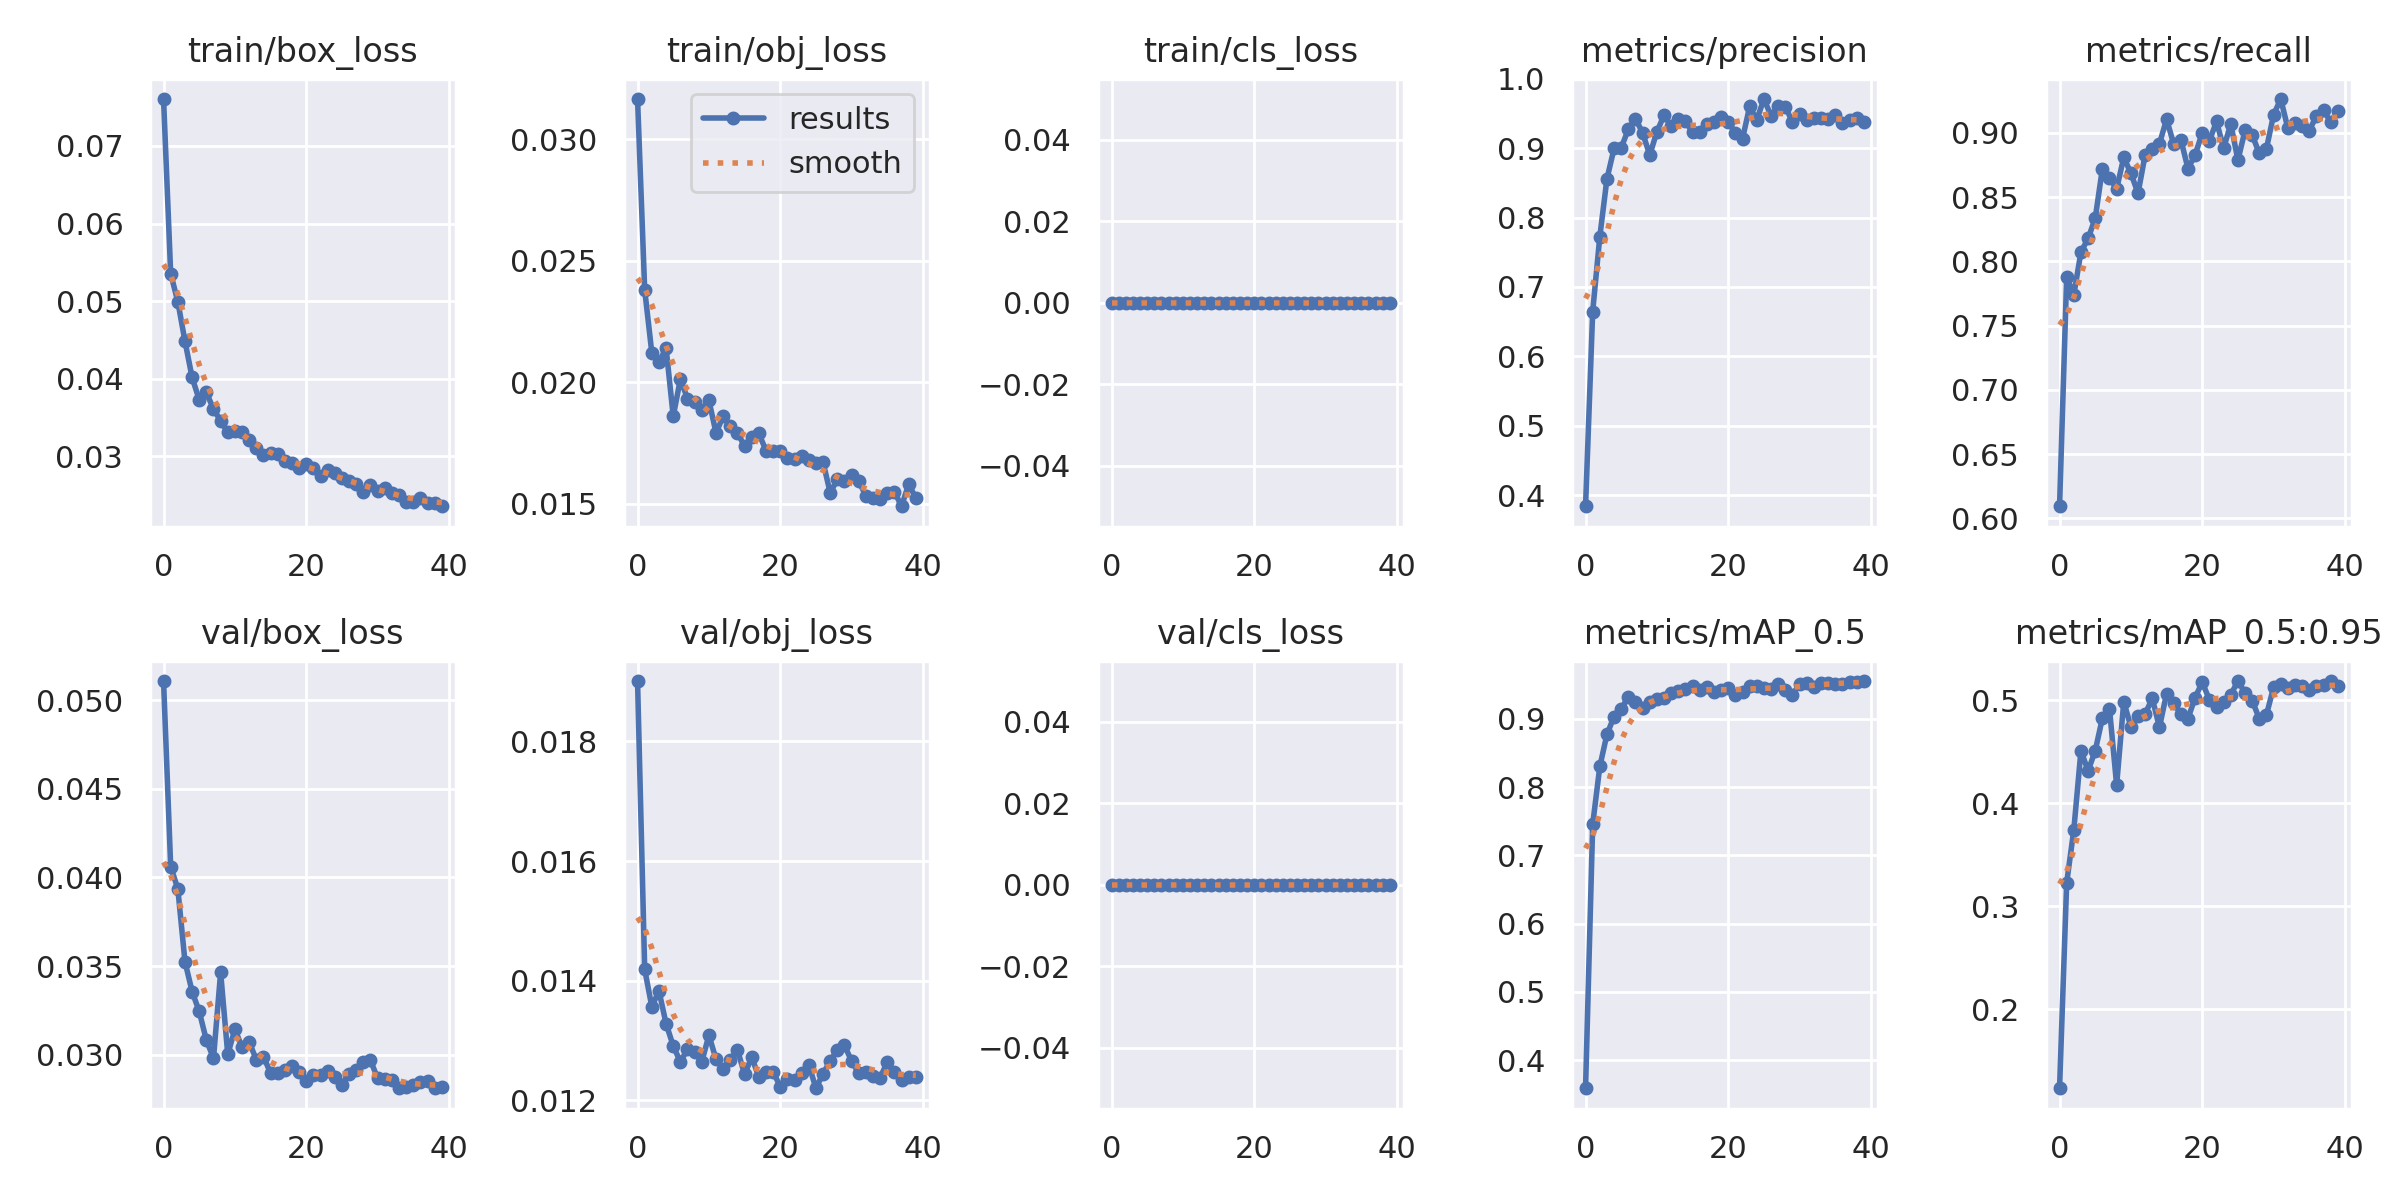 train/box_loss
0.07
0.06
0.05
0.04
0.03
0 20 40
train/obj_loss
results
smooth
0.030
0.025
0.020
0.015
0 20 40
train/cls_loss
0.04
0.02
0.00
−0.02
−0.04
0 20 40
metrics/precision
1.0
0.9
0.8
0.7
0.6
0.5
0.4
0 20 40
metrics/recall
0.90
0.85
0.80
0.75
0.70
0.65
0.60
0 20 40
val/box_loss
0.050
0.045
0.040
0.035
0.030
0 20 40
val/obj_loss
0.018
0.016
0.014
0.012
0 20 40
val/cls_loss
0.04
0.02
0.00
−0.02
−0.04
0 20 40
metrics/mAP_0.5
0.9
0.8
0.7
0.6
0.5
0.4
0 20 40
metrics/mAP_0.5:0.95
0.5
0.4
0.3
0.2
0 20 40